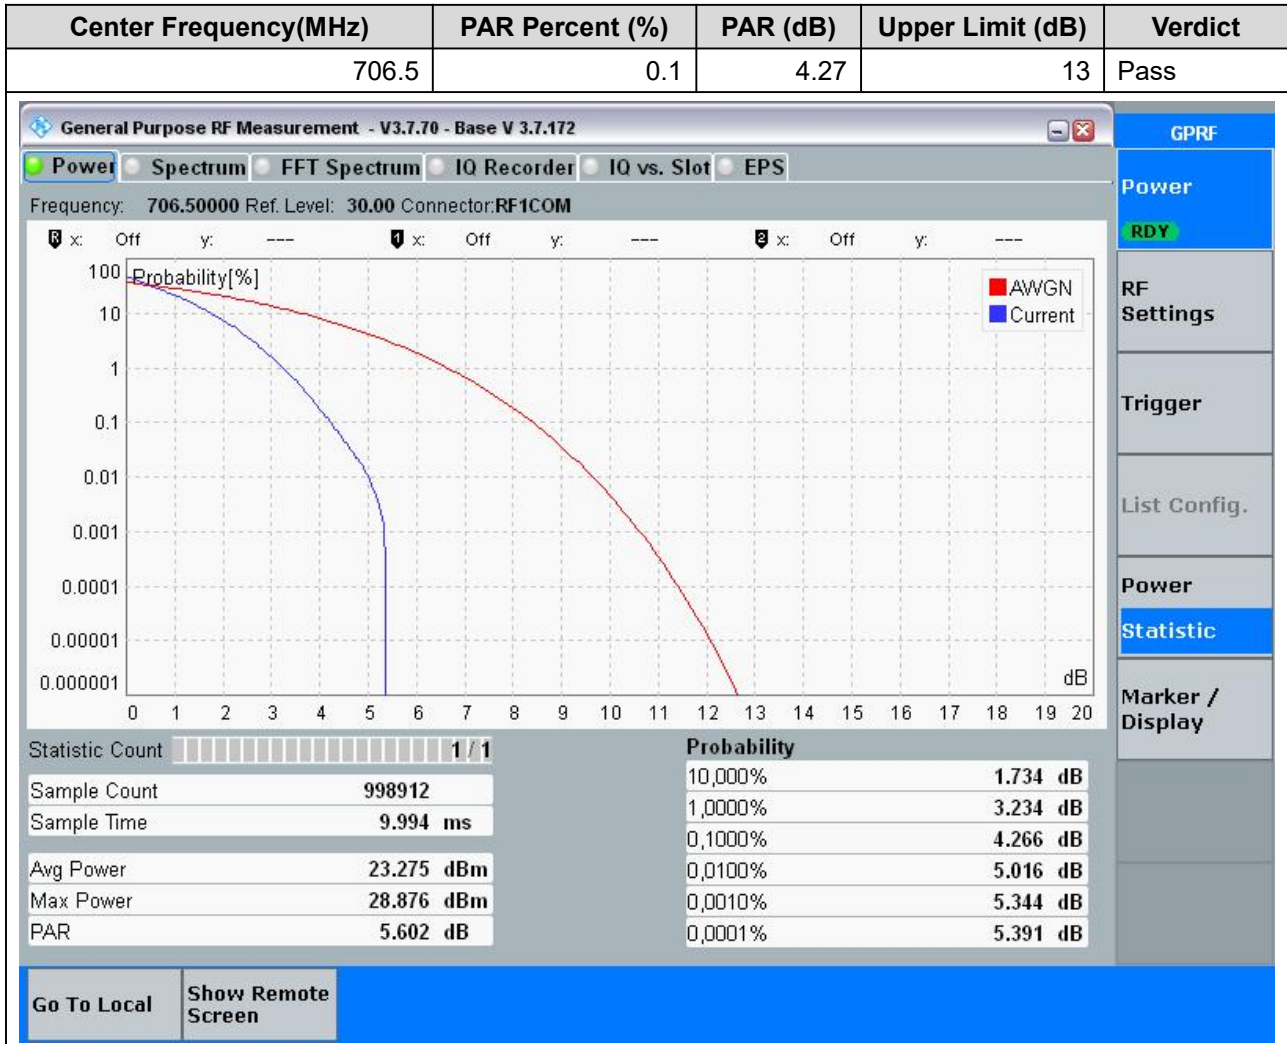 Center Frequency(MHz) PAR Percent (%) PAR (dB) Upper Limit (dB) Verdict
706.5 0.1 4.27 13 Pass
General Purpose RF Measurement - V3.7.70 - Base V 3.7.172
GPRF
Power Spectrum FFT Spectrum IQ Recorder IQ vs. Slot EPS
Power
RDY
Frequency: 706.50000 Ref. Level: 30.00 Connector:RF1COM
R x: Off y: --- 1 x: Off y: --- 2 x: Off y: ---
Probability[%]
AWGN
Current
100
10
1
0.1
0.01
0.001
0.0001
0.00001
0.000001
dB
0 1 2 3 4 5 6 7 8 9 10 11 12 13 14 15 16 17 18 19 20
RF
Settings
Trigger
List Config.
Power
Statistic
Marker /
Display
Statistic Count 1 / 1
Sample Count 998912
Sample Time 9.994 ms
Avg Power 23.275 dBm
Max Power 28.876 dBm
PAR 5.602 dB
Probability
10,000% 1.734 dB
1,0000% 3.234 dB
0,1000% 4.266 dB
0,0100% 5.016 dB
0,0010% 5.344 dB
0,0001% 5.391 dB
Go To Local
Show Remote
Screen